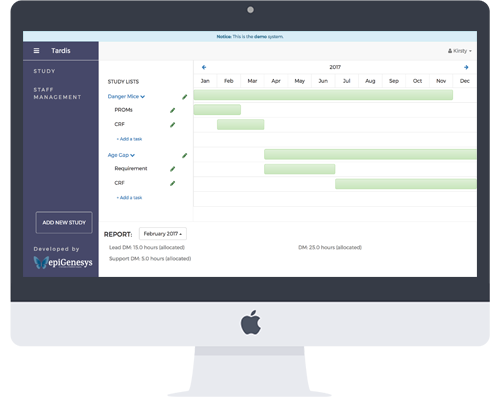 Notice: This is the demo system.
Tardis
Kirsty
STUDY
STAFF
MANAGEMENT
2017
STUDY LISTS
Jan Feb Mar Apr May Jun Jul Aug Sep Oct Nov Dec
Danger Mice
PROMs
CRF
+ Add a task
Age Gap
Requirement
CRF
+ Add a task
ADD NEW STUDY
REPORT: February 2017
Lead DM: 15.0 hours (allocated) DM: 25.0 hours (allocated)
Support DM: 5.0 hours (allocated)
Developed by
epiGenesys